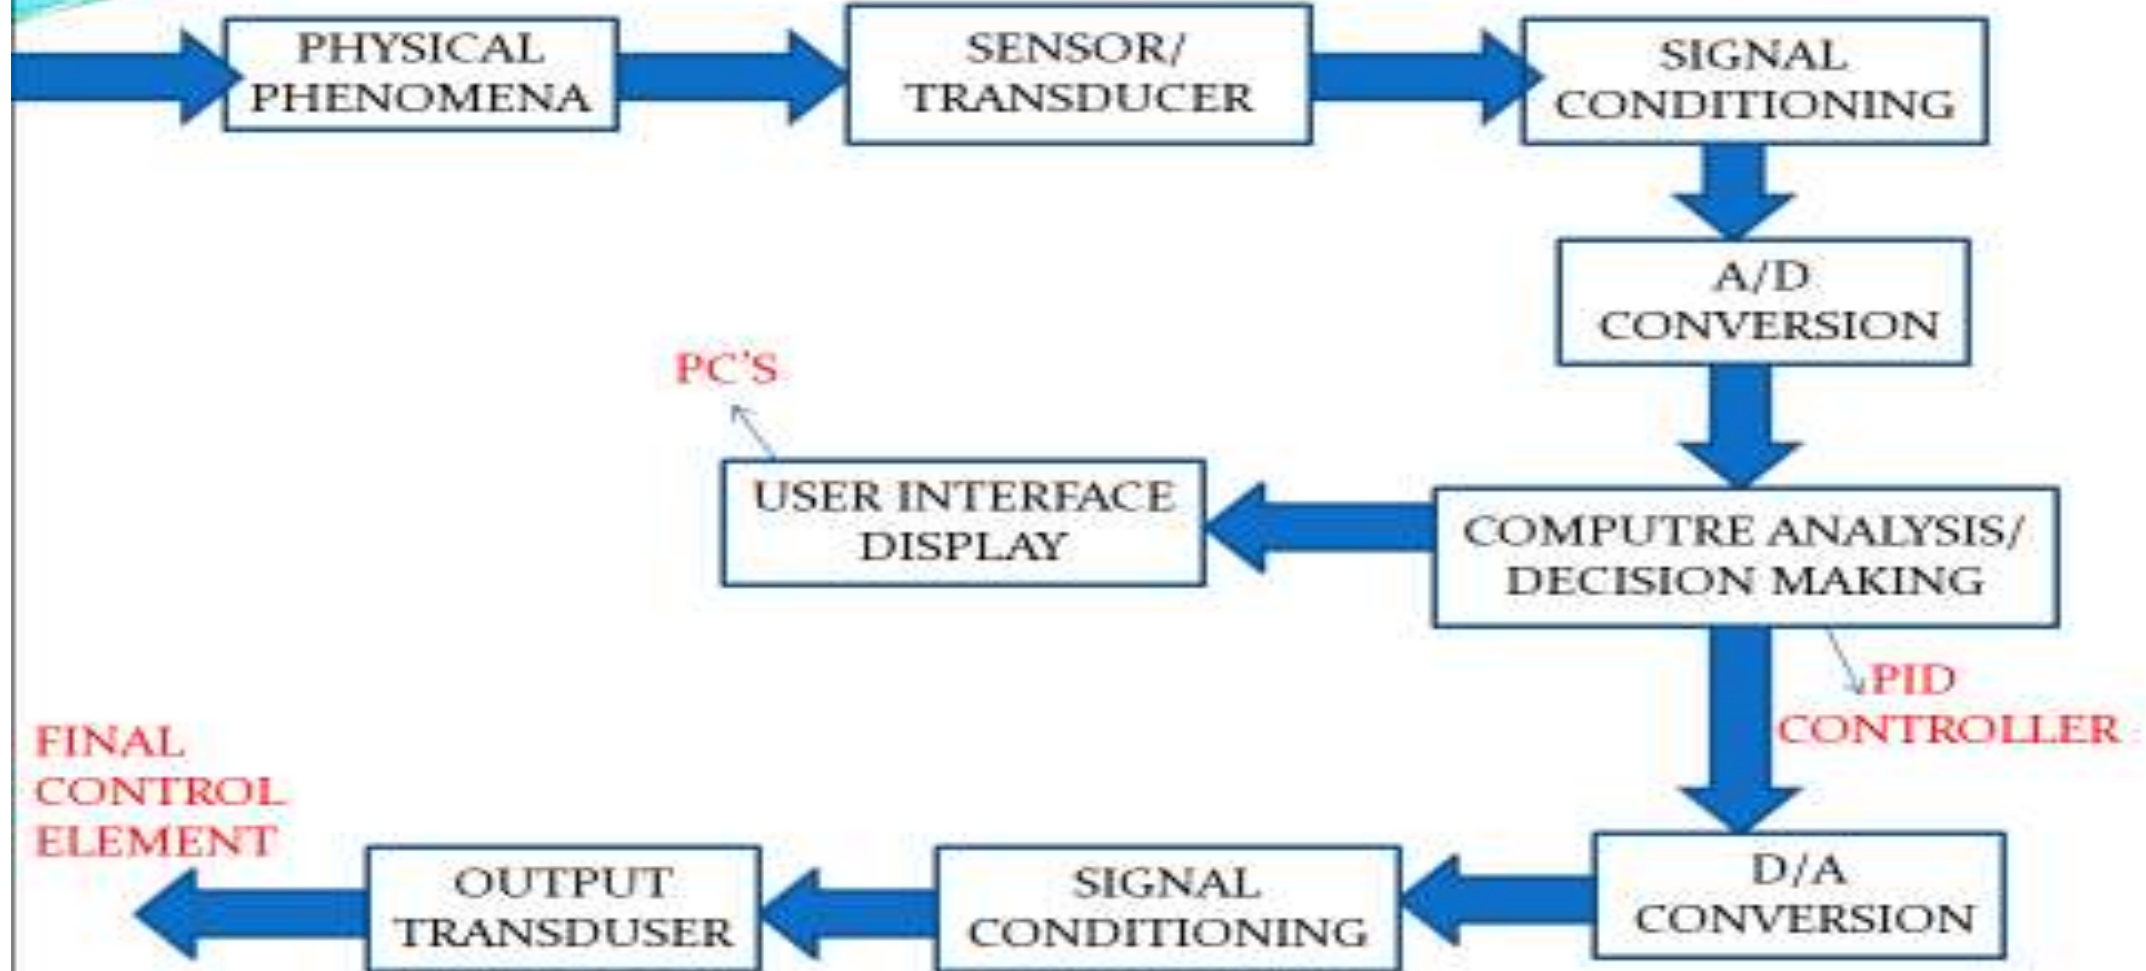 PHYSICAL
PHENOMENA
SENSOR/
TRANSDUCER
SIGNAL
CONDITIONING
A/D
CONVERSION
PC'S
USER INTERFACE
DISPLAY
COMPUTRE ANALYSIS/
DECISION MAKING
PID
CONTROLLER
FINAL
CONTROL
ELEMENT
OUTPUT
TRANSDUSER
SIGNAL
CONDITIONING
D/A
CONVERSION